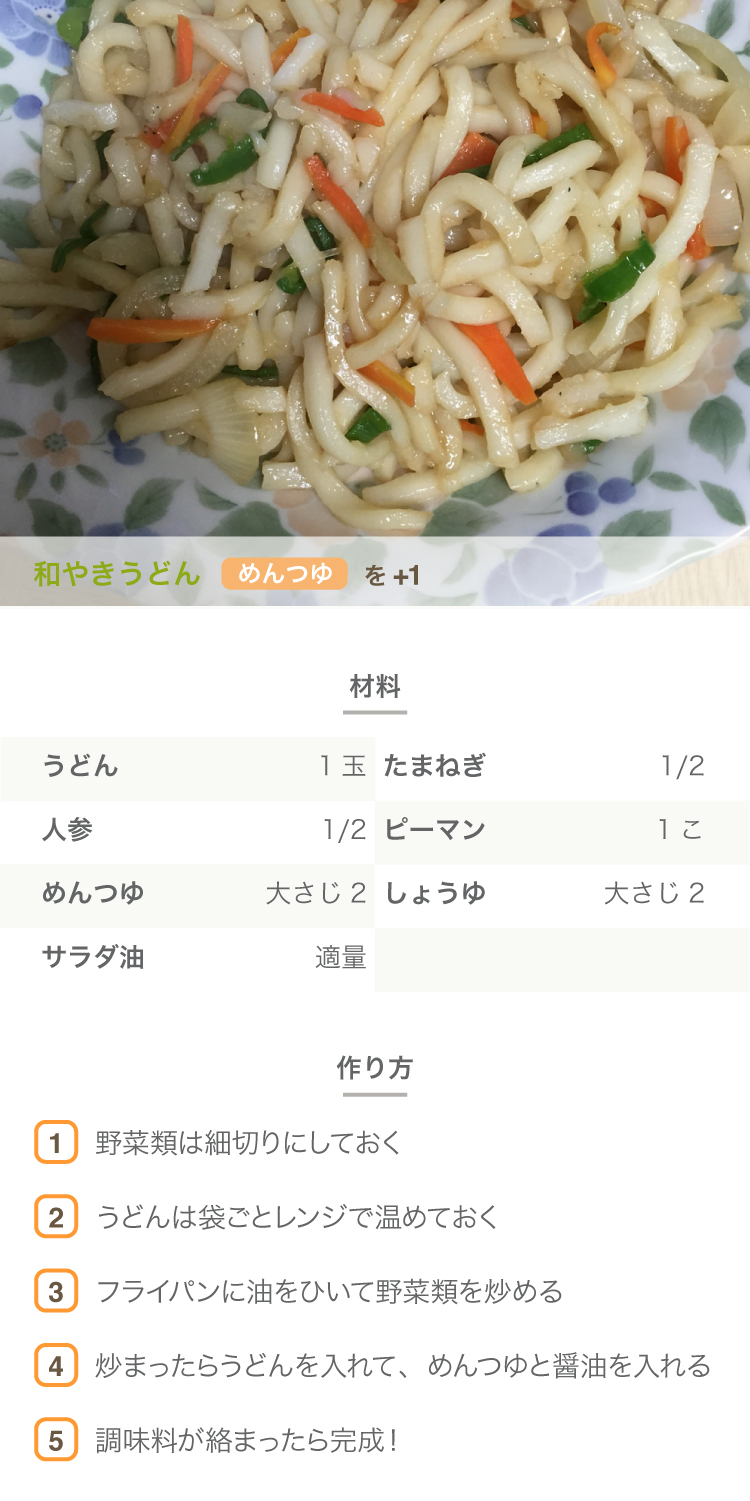 和やきうどん めんつゆ を +1
材料
うどん 1 玉 たまねぎ 1/2
人参 1/2 ピーマン 1 こ
めんつゆ 大さじ 2 しょうゆ 大さじ 2
サラダ油 適量
作り方
1 野菜類は細切りにしておく
2 うどんは袋ごとレンジで温めておく
3 フライパンに油をひいて野菜類を炒める
4 炒まったらうどんを入れて、めんつゆと醤油を入れる
5 調味料が絡まったら完成！